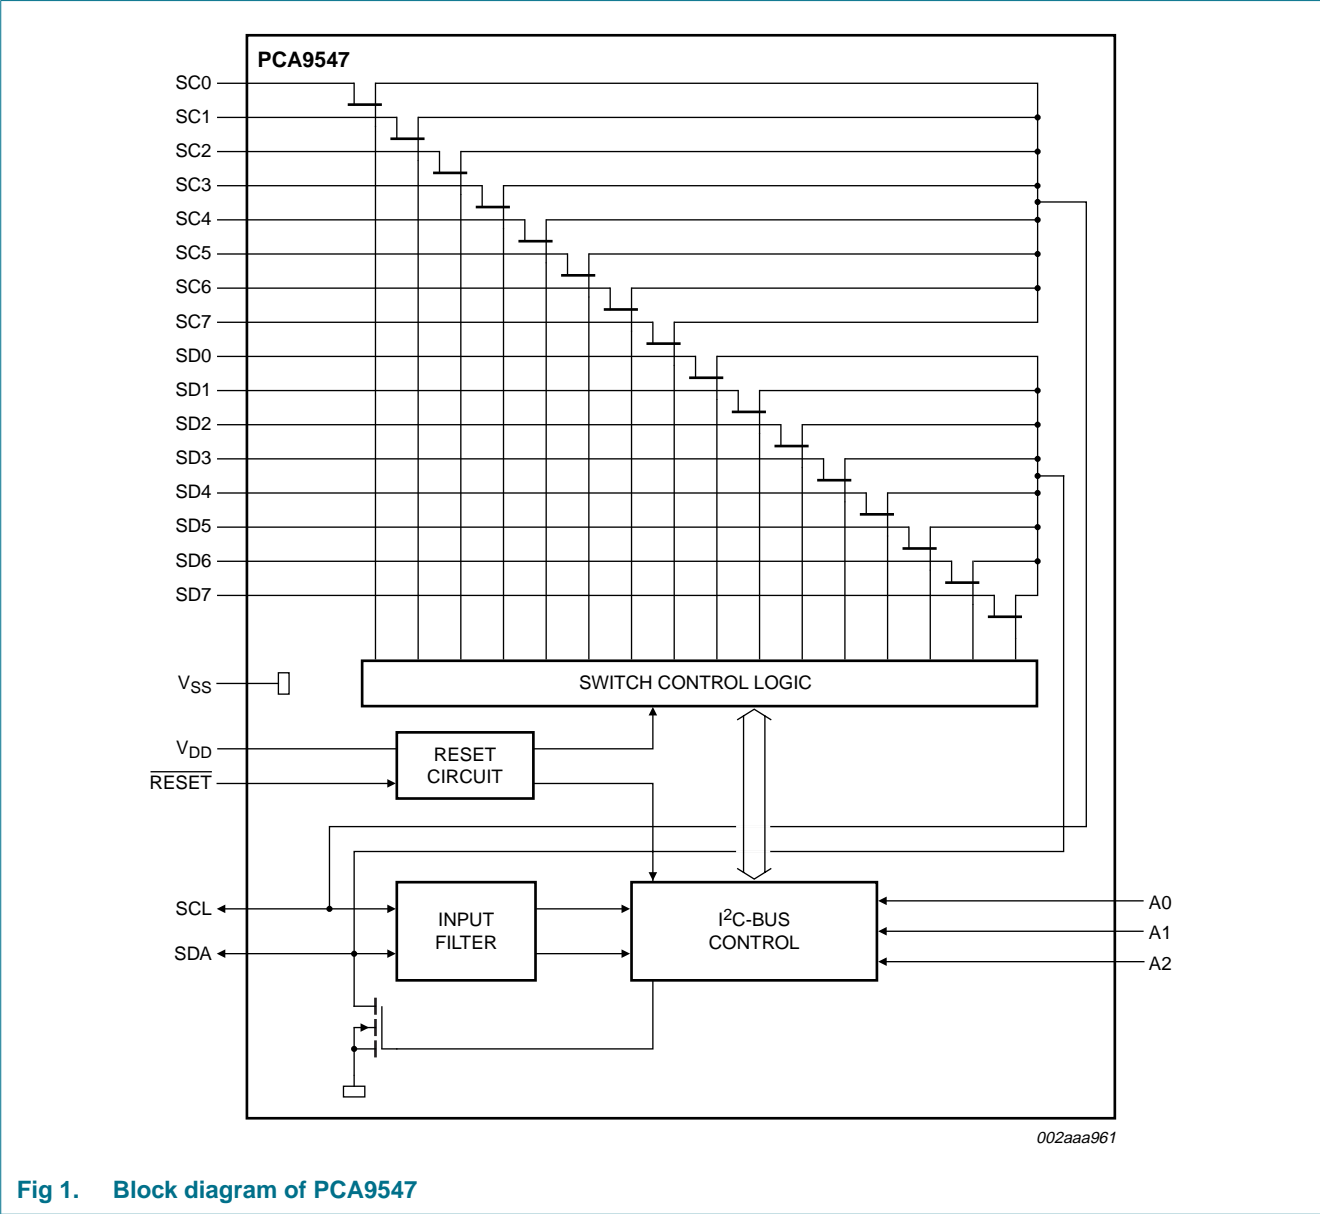 PCA9547
SC0
SC1
SC2
SC3
SC4
SC5
SC6
SC7
SD0
SD1
SD2
SD3
SD4
SD5
SD6
SD7
VSS
SWITCH CONTROL LOGIC
VDD
RESET
RESET
CIRCUIT
SCL
SDA
INPUT
FILTER
I2C-BUS
CONTROL
A0
A1
A2
002aaa961
Fig 1. Block diagram of PCA9547